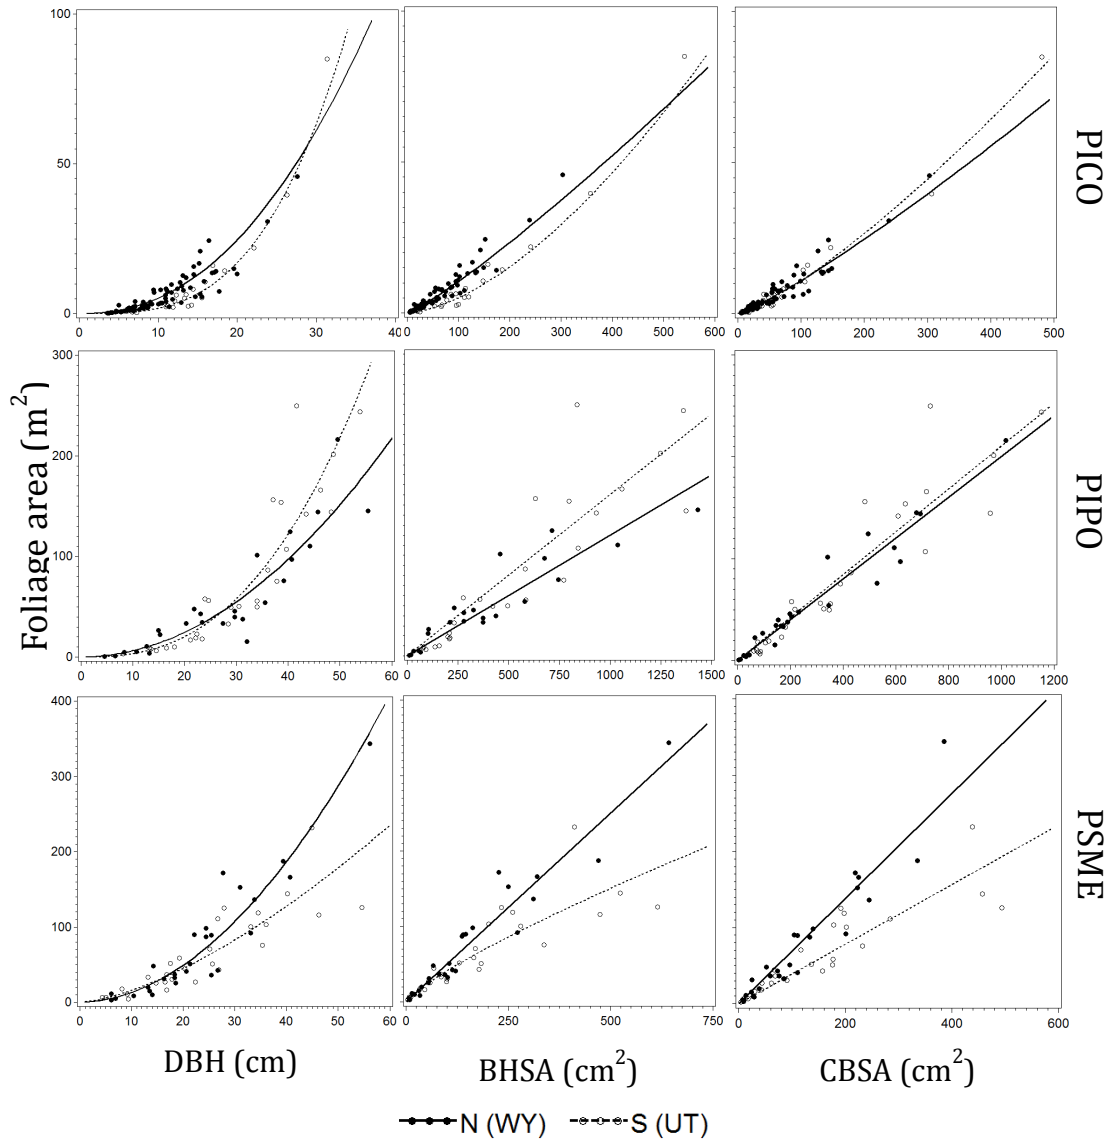 100
50
0
0 10 20 30 40
0 100 200 300 400 500 600
0 100 200 300 400 500
PICO
300
200
100
0
0 10 20 30 40 50 60
0 250 500 750 1000 1250 1500
0 200 400 600 800 1000 1200
PIPO
Foliage area (m²)
400
300
200
100
0
0 10 20 30 40 50 60
0 250 500 750
0 200 400 600
PSME
DBH (cm)
BHSA (cm²)
CBSA (cm²)
N (WY) S (UT)